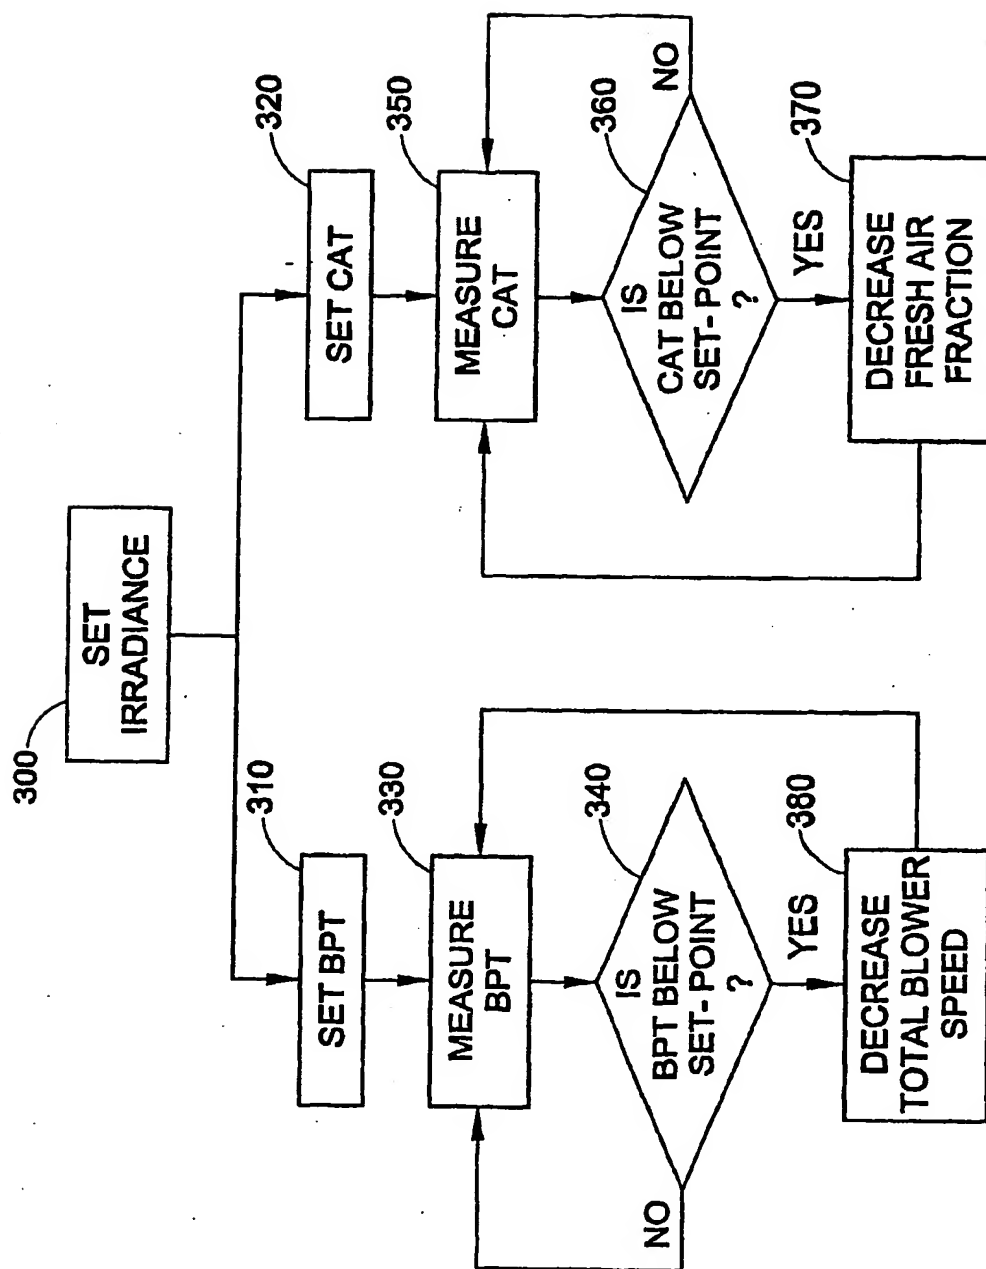 300
SET
IRRADIANCE
310
SET BPT
320
SET CAT
330
MEASURE
BPT
350
MEASURE
CAT
340
IS
BPT BELOW
SET-POINT
?
NO
YES
360
IS
CAT BELOW
SET-POINT
?
NO
YES
380
DECREASE
TOTAL BLOWER
SPEED
370
DECREASE
FRESH AIR
FRACTION